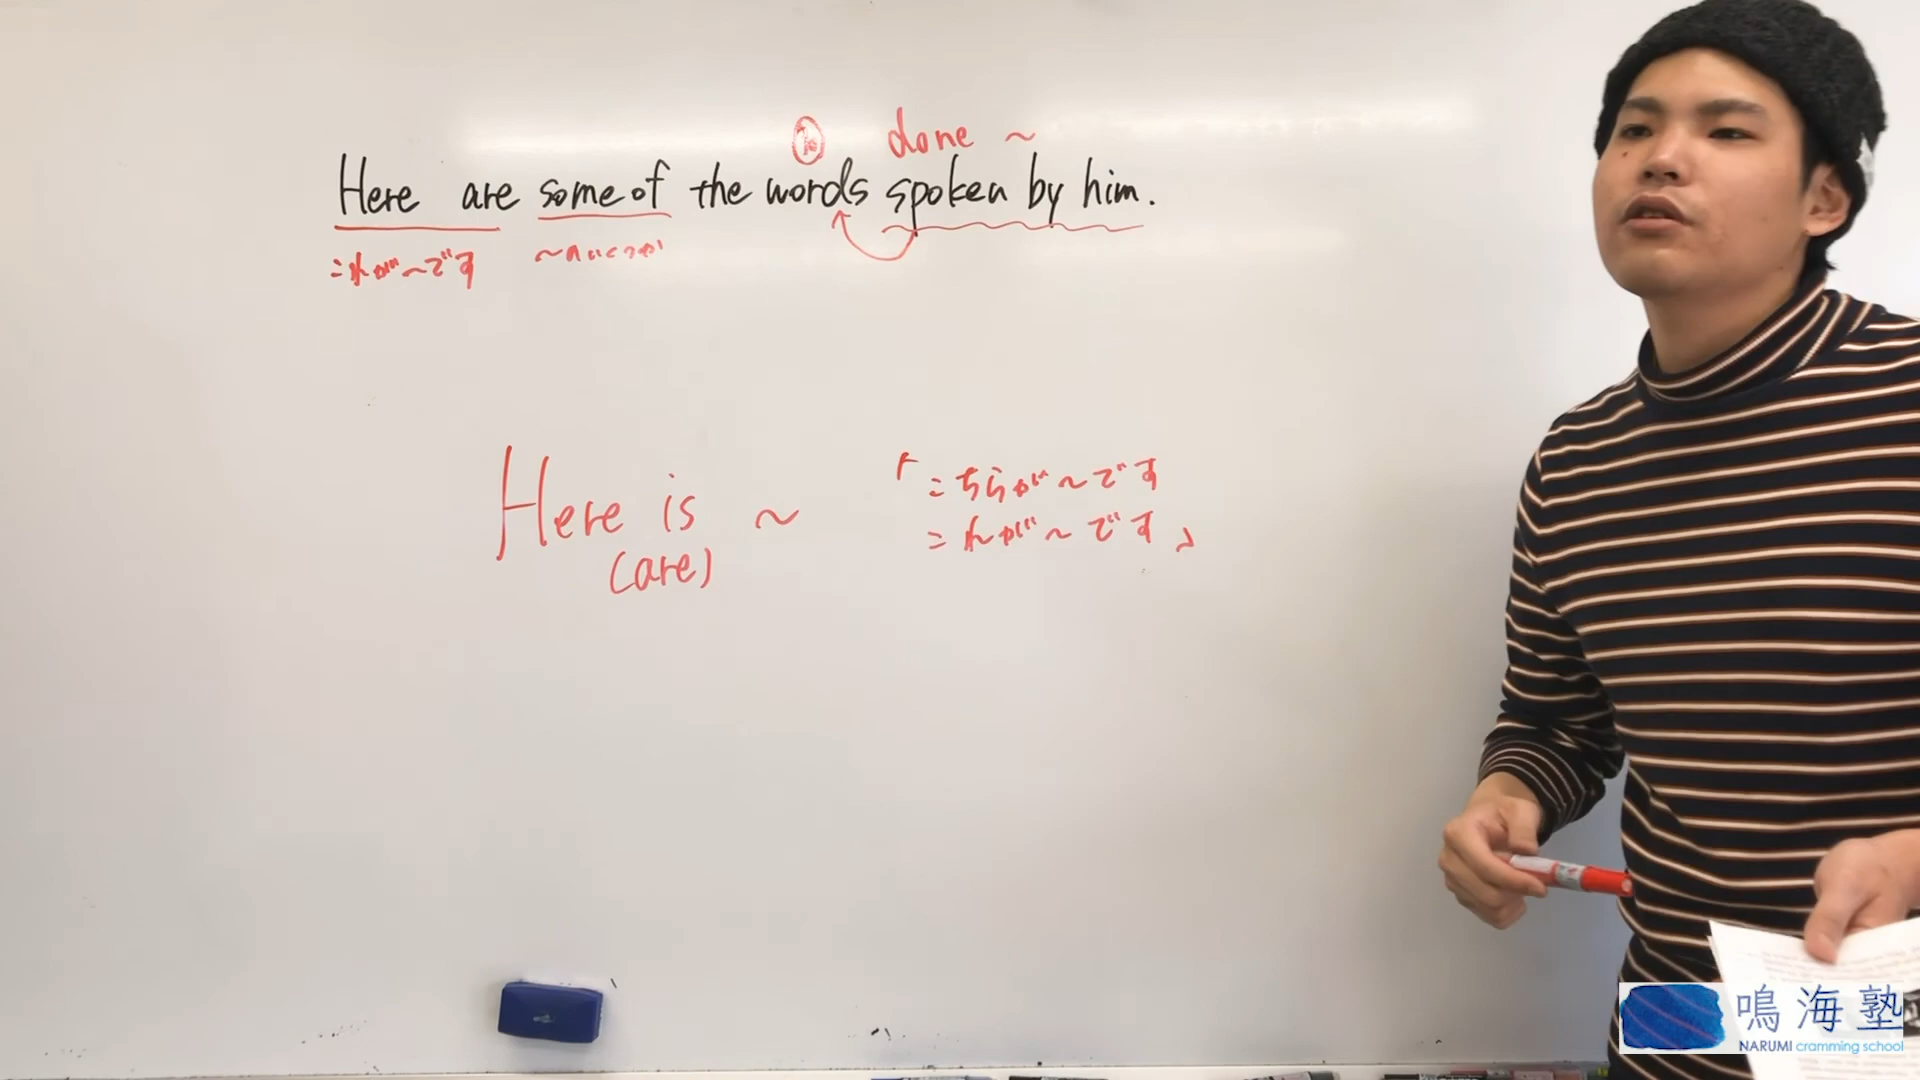 名 done ~
Here are some of the words spoken by him.
これが～です ~のいくつか
Here is ~
(are)
「こちらが～です
これが～です」
鳴海塾
NARUMI cramming school